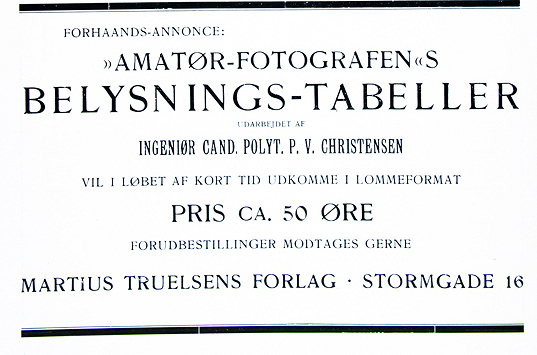 FORHAANDS-ANNONCE:
»AMATØR-FOTOGRAFEN«S
BELYSNINGS-TABELLER
UDARBEJDET AF
INGENIØR CAND. POLYT. P. V. CHRISTENSEN
VIL I LØBET AF KORT TID UDKOMME I LOMMEFORMAT
PRIS CA. 50 ØRE
FORUDBESTILLINGER MODTAGES GERNE
MARTIUS TRUELSENS FORLAG · STORMGADE 16